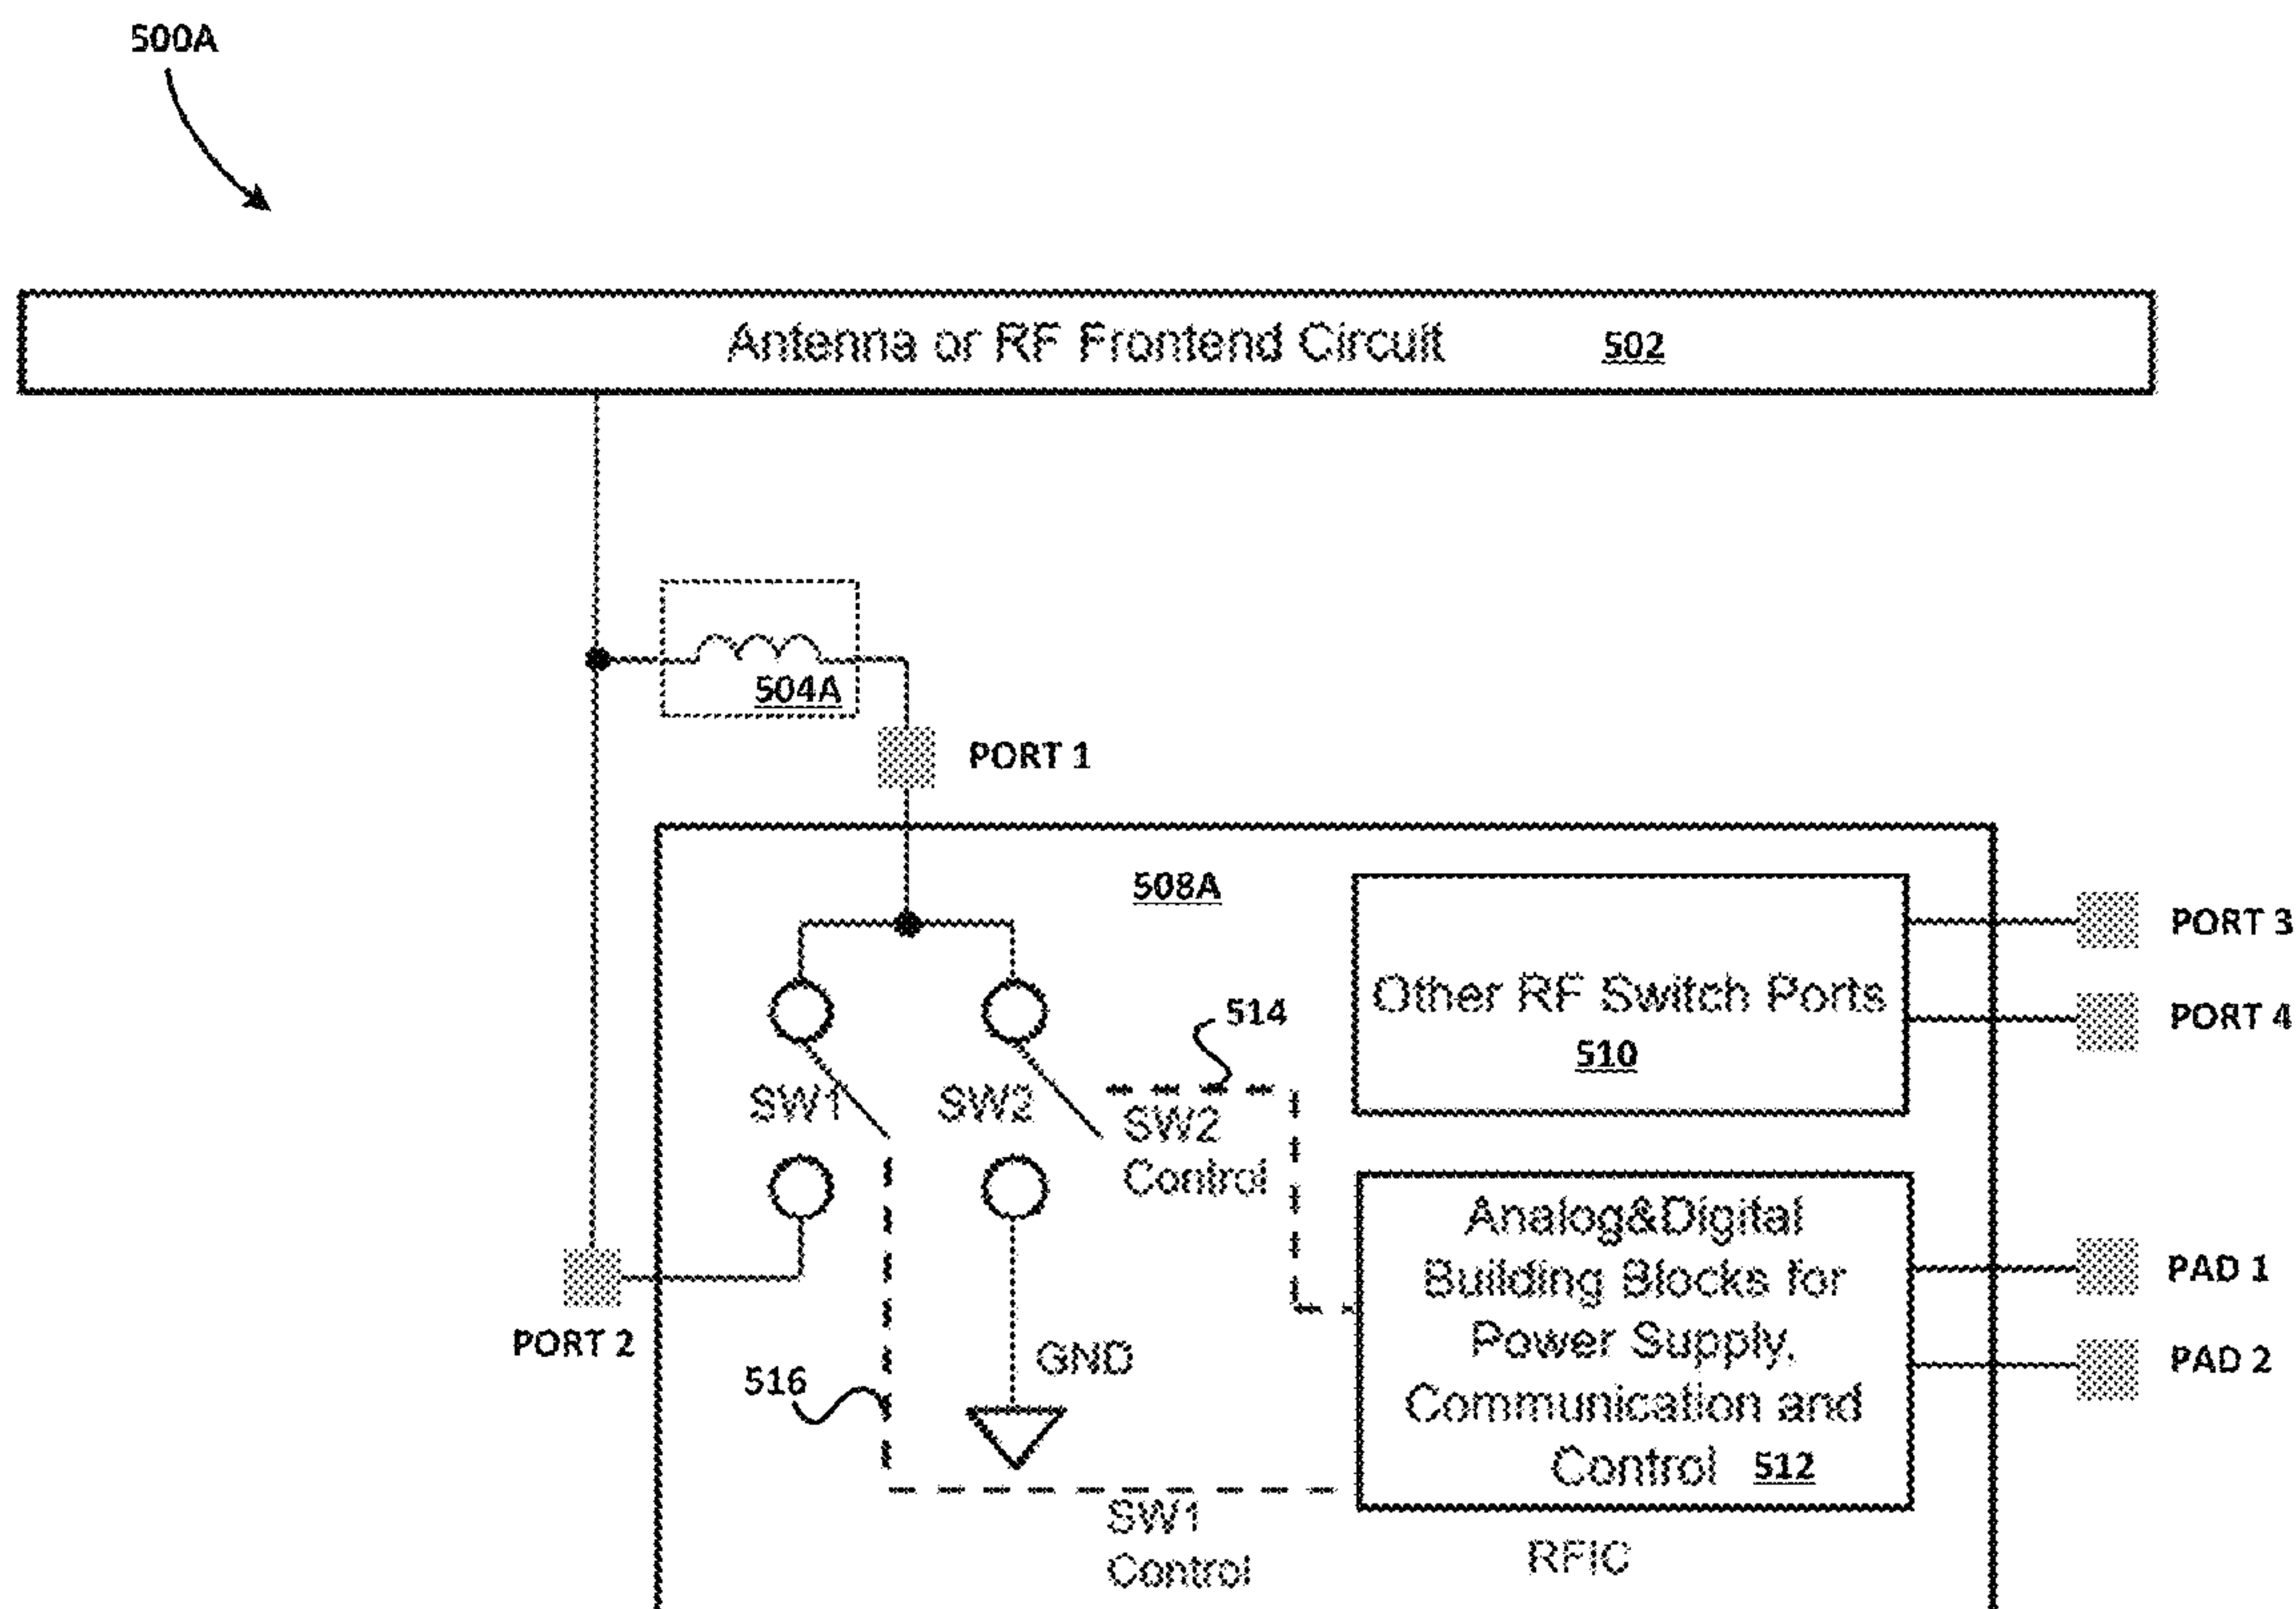 500A
Antenna or RF Frontend Circuit 502
504A
PORT 1
508A
PORT 3
Other RF Switch Ports
510
PORT 4
514
SW1
SW2
SW2
Control
Analog&Digital
Building Blocks for
Power Supply,
Communication and
Control 512
PAD 1
PAD 2
PORT 2
GND
516
SW1
Control
RFIC